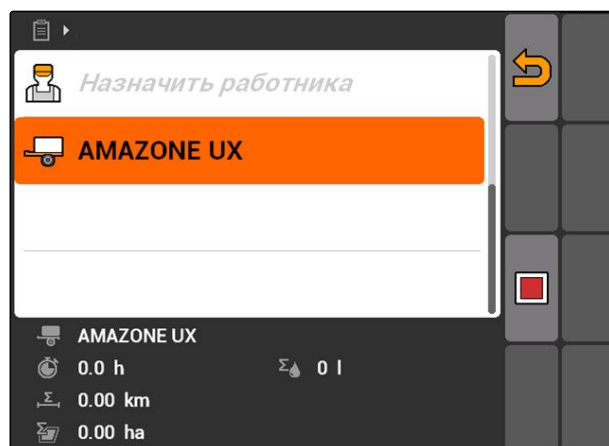 Назначить работника
AMAZONE UX
AMAZONE UX
0.0 h Σ 0 l
Σ 0.00 km
Σ 0.00 ha